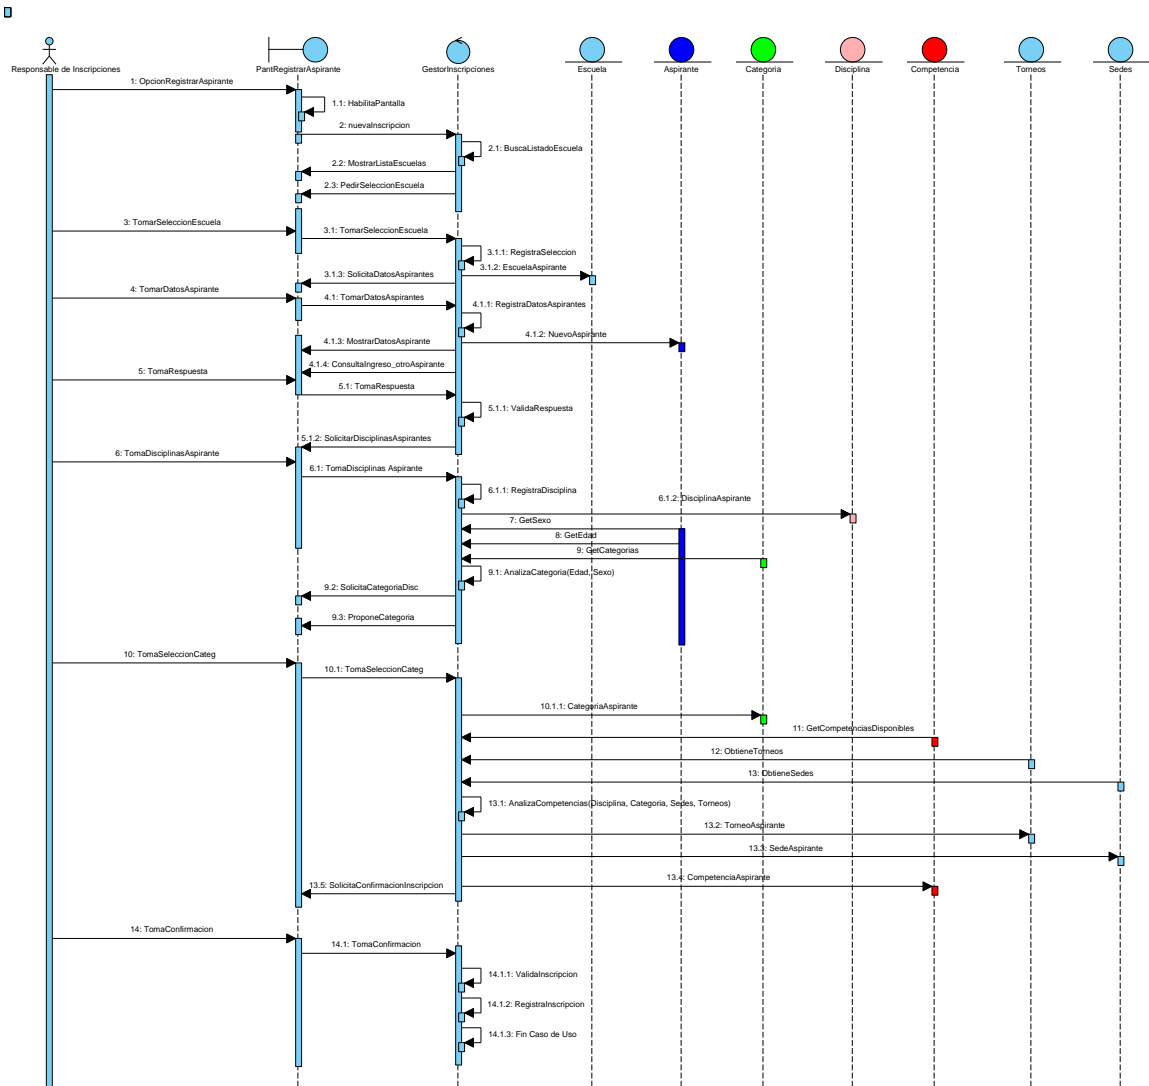 Responsable de Inscripciones
PantRegistrarAspirante
GestorInscripciones
Escuela
Aspirante
Categoria
Disciplina
Competencia
Torneos
Sedes
1: OpcionRegistrarAspirante
1.1: HabilitaPantalla
2: nuevaInscripcion
2.1: BuscaListadoEscuela
2.2: MostrarListaEscuelas
2.3: PedirSeleccionEscuela
3: TomarSeleccionEscuela
3.1: TomarSeleccionEscuela
3.1.1: RegistraSeleccion
3.1.2: EscuelaAspirante
3.1.3: SolicitaDatosAspirantes
4: TomarDatosAspirante
4.1: TomarDatosAspirantes
4.1.1: RegistraDatosAspirantes
4.1.2: NuevoAspirante
4.1.3: MostrarDatosAspirante
4.1.4: ConsultaIngreso_otroAspirante
5: TomaRespuesta
5.1: TomaRespuesta
5.1.1: ValidaRespuesta
5.1.2: SolicitarDisciplinasAspirantes
6: TomaDisciplinasAspirante
6.1: TomaDisciplinas Aspirante
6.1.1: RegistraDisciplina
6.1.2: DisciplinaAspirante
7: GetSexo
8: GetEdad
9: GetCategorias
9.1: AnalizaCategoria(Edad, Sexo)
9.2: SolicitaCategoriaDisc
9.3: ProponeCategoria
10: TomaSeleccionCateg
10.1: TomaSeleccionCateg
10.1.1: CategoriaAspirante
11: GetCompetenciasDisponibles
12: ObtieneTorneos
13: ObtieneSedes
13.1: AnalizaCompetencias(Disciplina, Categoria, Sedes, Torneos)
13.2: TorneoAspirante
13.3: SedeAspirante
13.4: CompetenciaAspirante
13.5: SolicitaConfirmacionInscripcion
14: TomaConfirmacion
14.1: TomaConfirmacion
14.1.1: ValidaInscripcion
14.1.2: RegistraInscripcion
14.1.3: Fin Caso de Uso